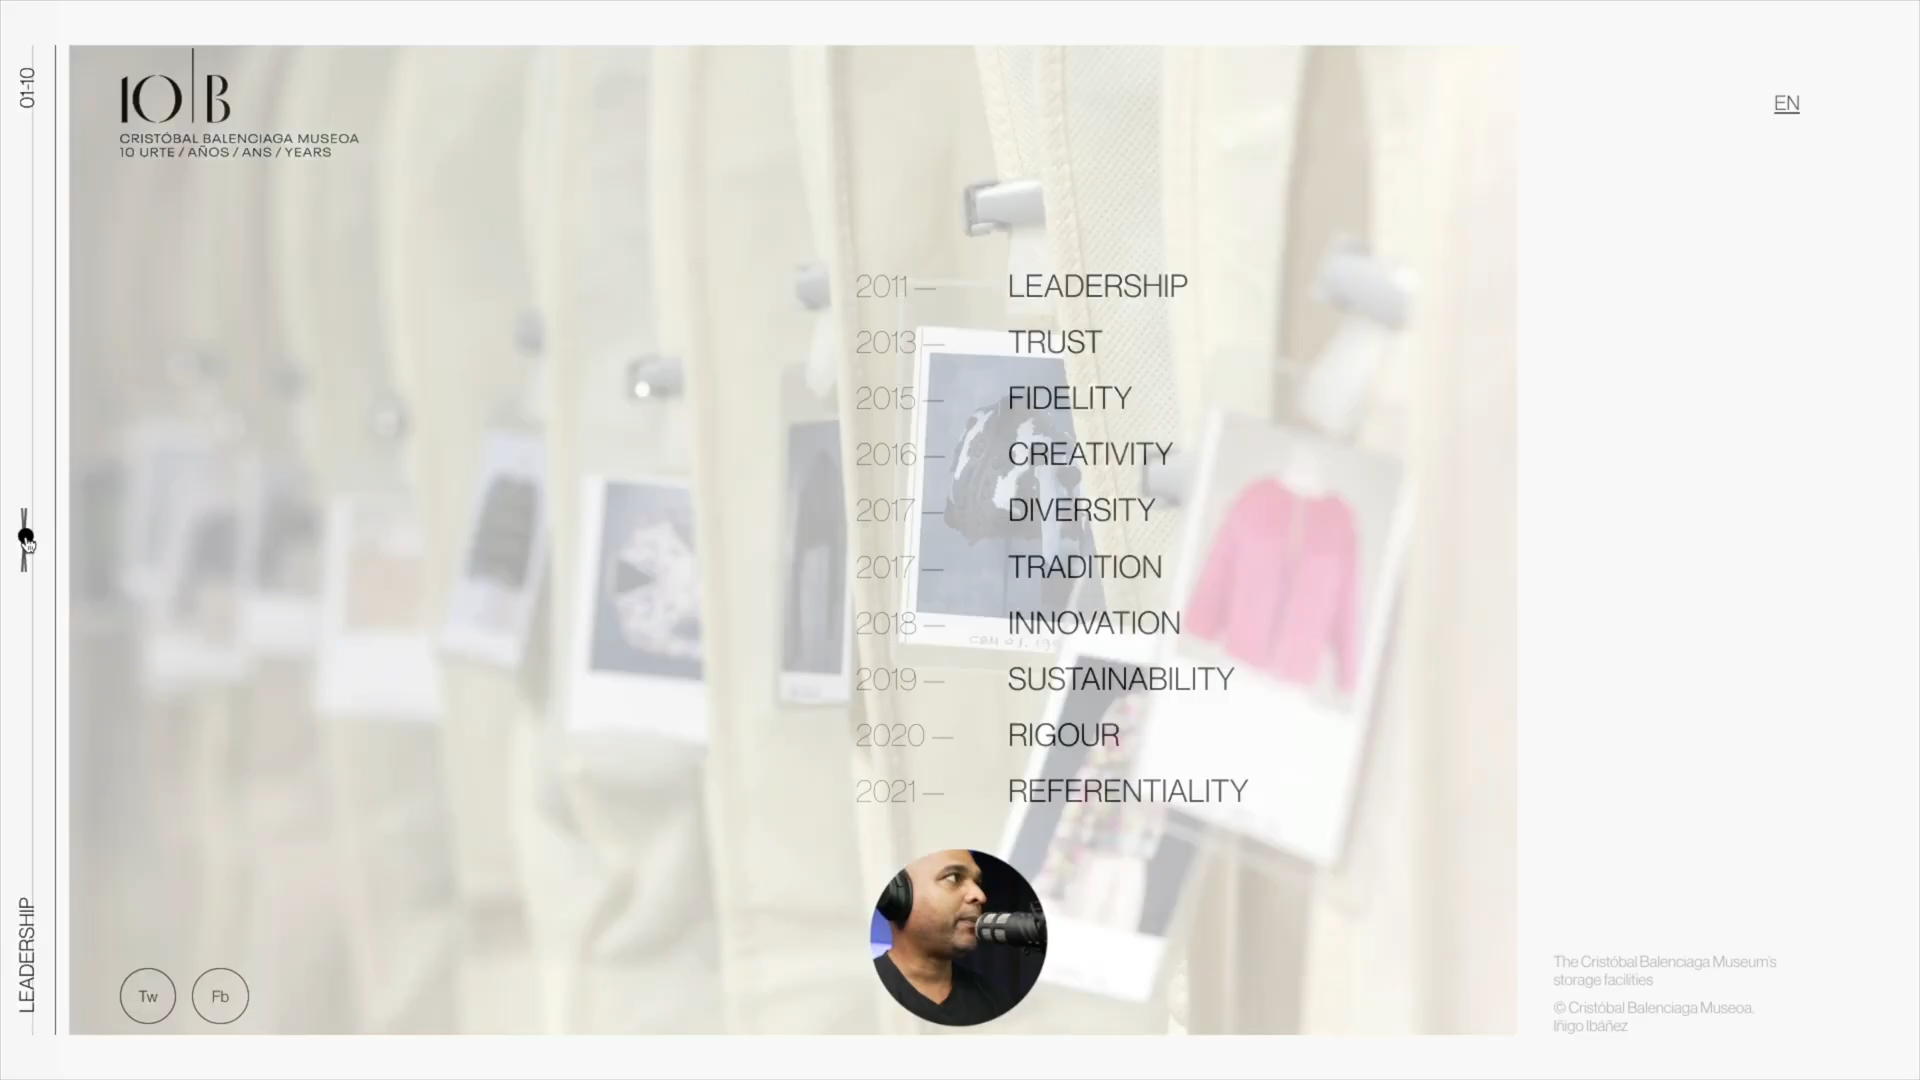 01-10
10 B
CRISTÓBAL BALENCIAGA MUSEOA
10 URTE / AÑOS / ANS / YEARS
EN
2011 — LEADERSHIP
2013 — TRUST
2015 — FIDELITY
2016 — CREATIVITY
2017 — DIVERSITY
2017 — TRADITION
2018 — INNOVATION
2019 — SUSTAINABILITY
2020 — RIGOUR
2021 — REFERENTIALITY
LEADERSHIP
Tw
Fb
The Cristóbal Balenciaga Museum's
storage facilities
© Cristóbal Balenciaga Museoa.
Iñigo Ibáñez